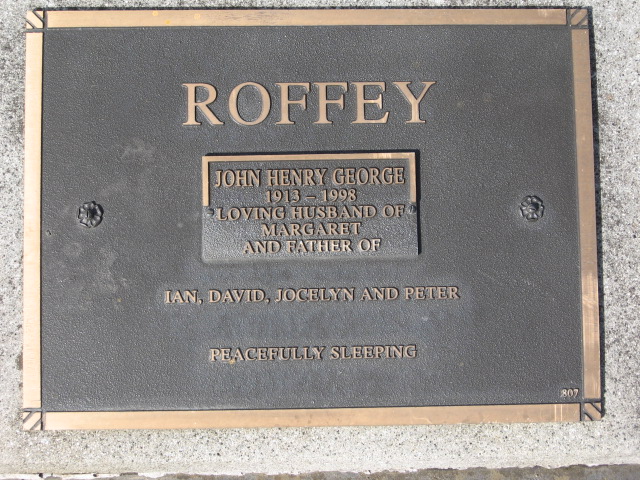 ROFFEY
JOHN HENRY GEORGE
1913 – 1998
LOVING HUSBAND OF
MARGARET
AND FATHER OF
IAN, DAVID, JOCELYN AND PETER
PEACEFULLY SLEEPING
807